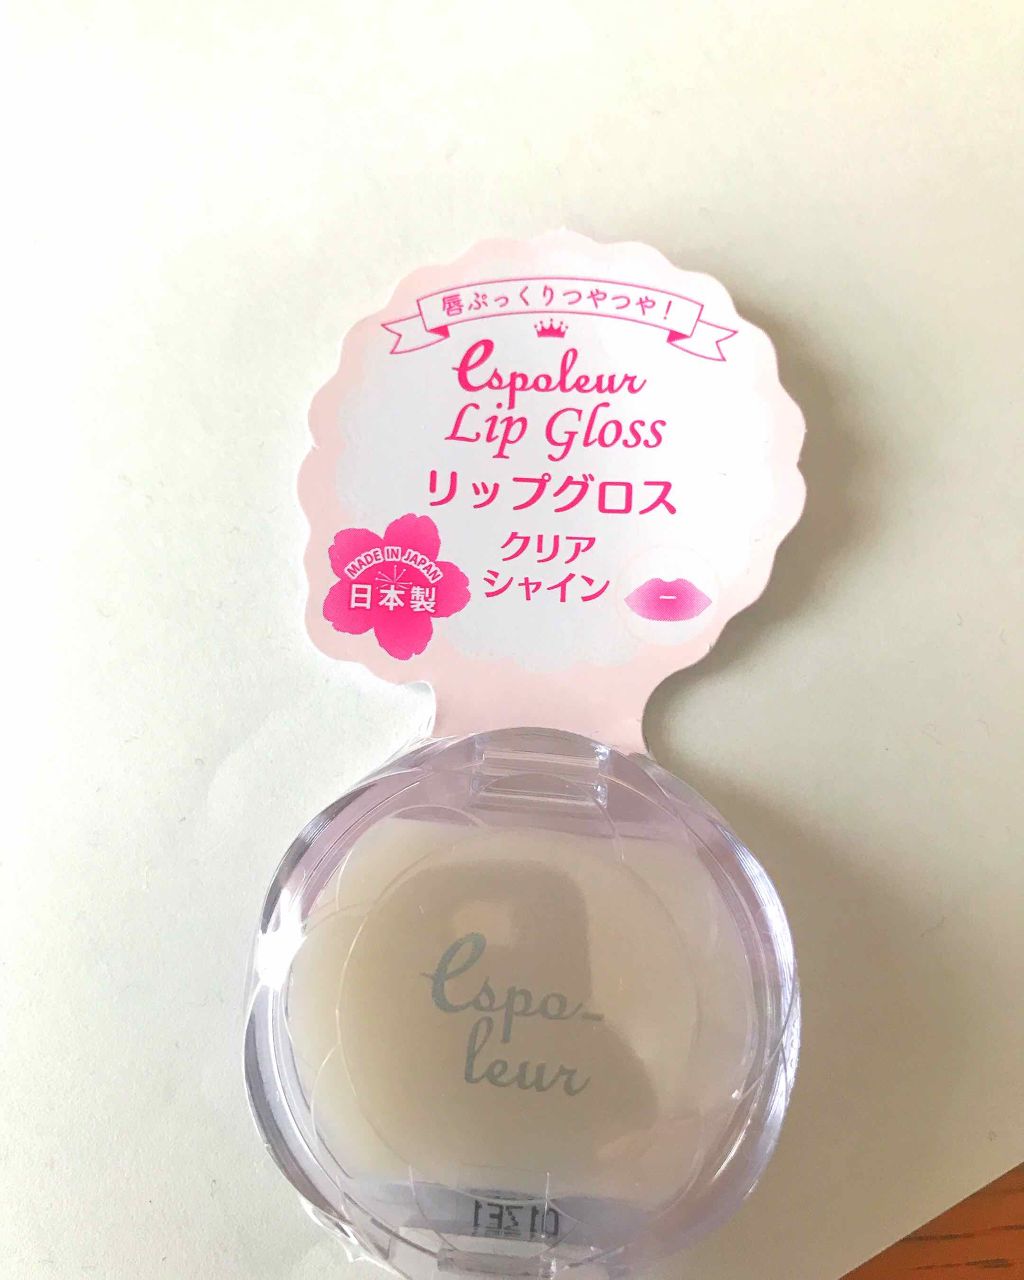 唇ぷっくりつやつや!
espoleur
Lip Gloss
リップグロス
クリア
シャイン
MADE IN JAPAN
日本製
espo-
leur